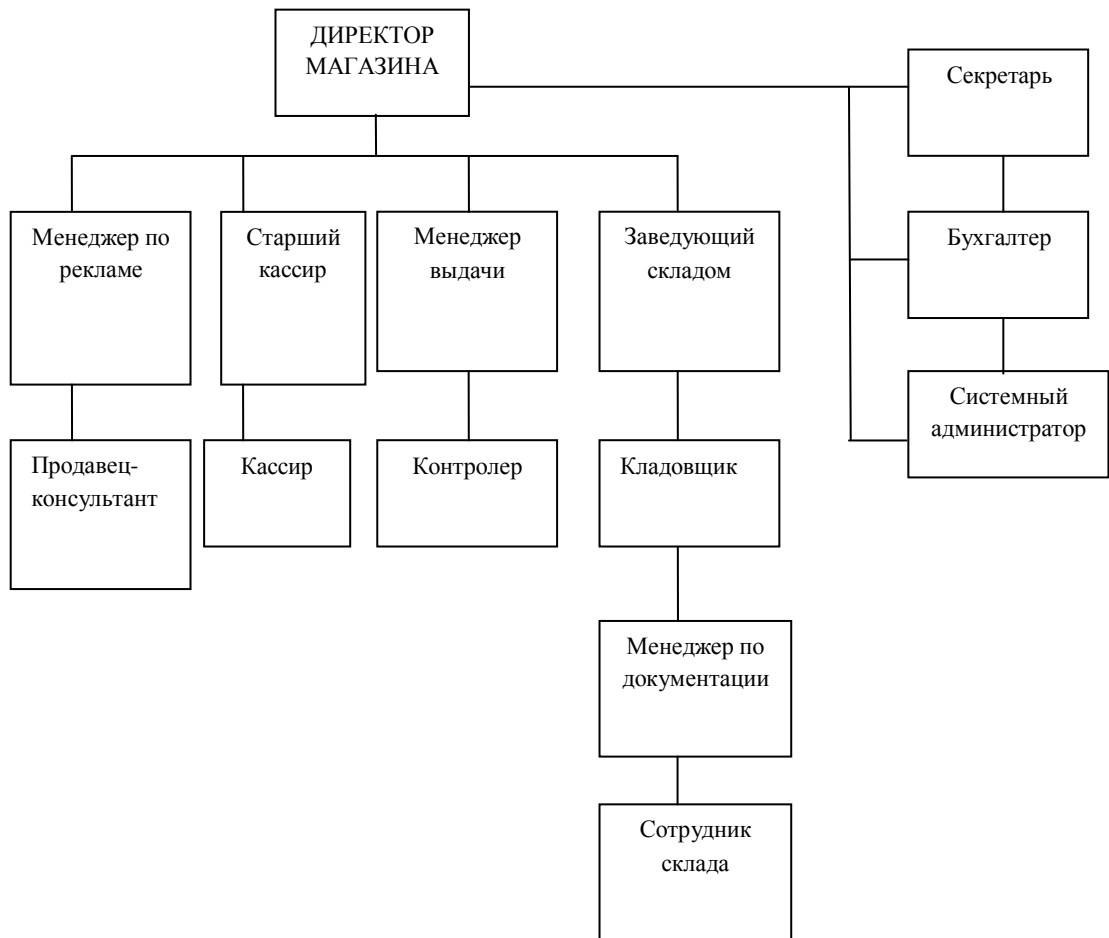 ДИРЕКТОР
МАГАЗИНА
Секретарь
Менеджер по
рекламе
Старший
кассир
Менеджер
выдачи
Заведующий
складом
Бухгалтер
Системный
администратор
Продавец-
консультант
Кассир
Контролер
Кладовщик
Менеджер по
документации
Сотрудник
склада